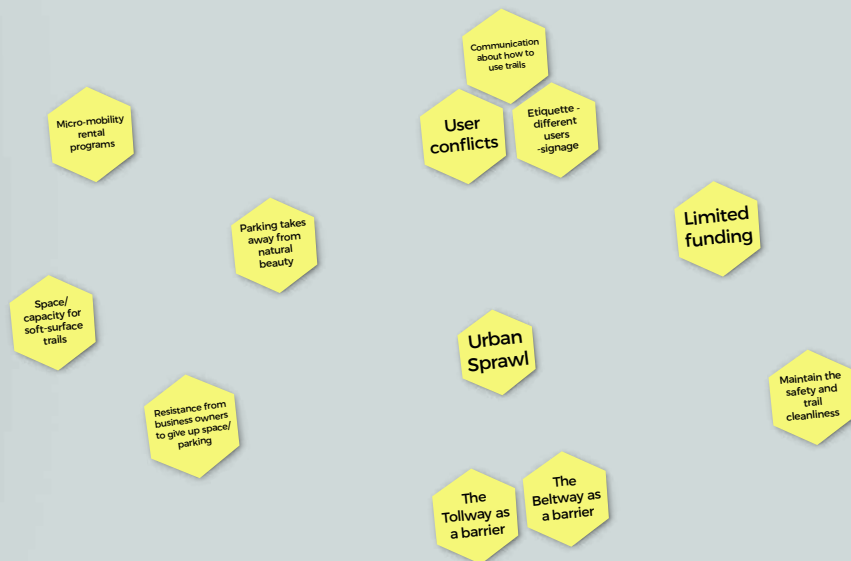 Communication
about how to
use trails
Micro-mobility
rental
programs
User
conflicts
Etiquette -
different
users
-signage
Parking takes
away from
natural
beauty
Limited
funding
Space/
capacity for
soft-surface
trails
Urban
Sprawl
Maintain the
safety and
trail
cleanliness
Resistance from
business owners
to give up space/
parking
The
Tollway as
a barrier
The
Beltway as
a barrier